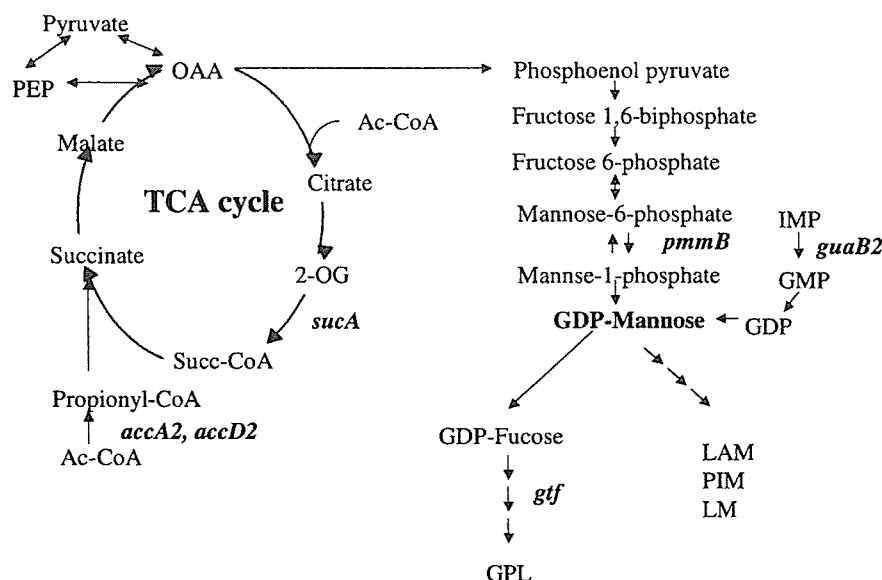 Pyruvate
PEP
OAA
Malate
Ac-CoA
Citrate
TCA cycle
Succinate
2-OG
sucA
Succ-CoA
Propionyl-CoA
accA2, accD2
Ac-CoA
Phosphoenol pyruvate
Fructose 1,6-biphosphate
Fructose 6-phosphate
Mannose-6-phosphate
pmmB
Mannse-1-phosphate
IMP
guaB2
GMP
GDP
GDP-Mannose
GDP-Fucose
gtf
GPL
LAM
PIM
LM